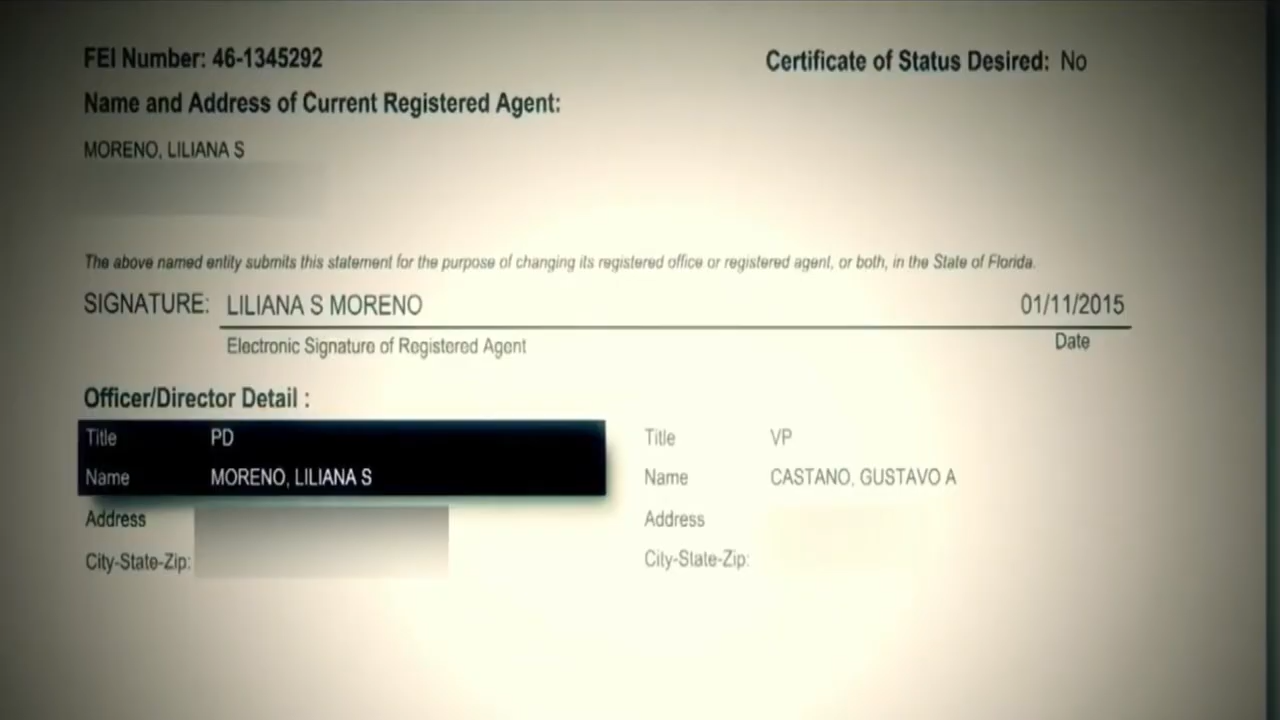 FEI Number: 46-1345292 Certificate of Status Desired: No
Name and Address of Current Registered Agent:
MORENO, LILIANA S
The above named entity submits this statement for the purpose of changing its registered office or registered agent, or both, in the State of Florida.
SIGNATURE: LILIANA S MORENO 01/11/2015
Electronic Signature of Registered Agent Date
Officer/Director Detail :
Title PD Title VP
Name MORENO, LILIANA S Name CASTANO, GUSTAVO A
Address Address
City-State-Zip: City-State-Zip: